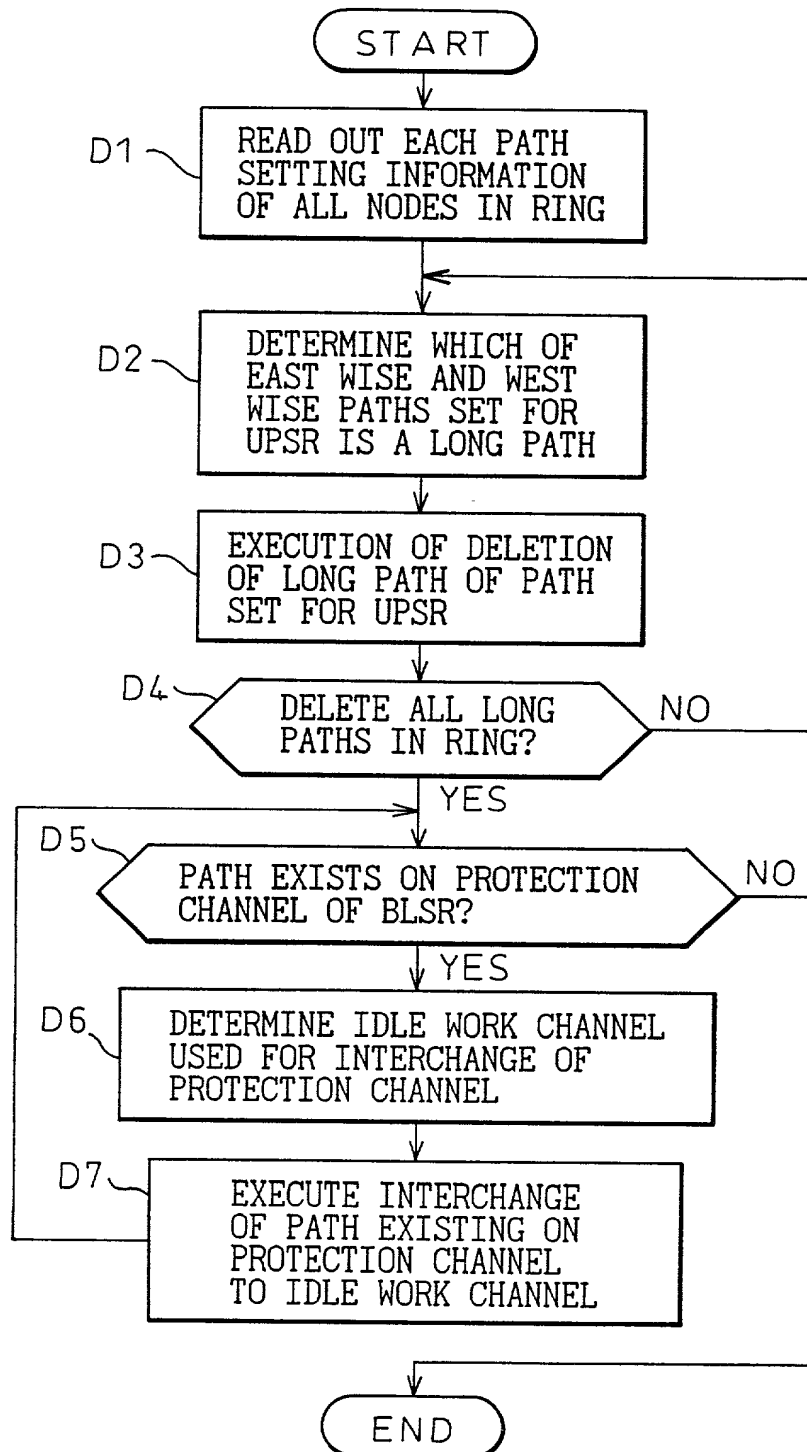 START
D1
READ OUT EACH PATH
SETTING INFORMATION
OF ALL NODES IN RING
D2
DETERMINE WHICH OF
EAST WISE AND WEST
WISE PATHS SET FOR
UPSR IS A LONG PATH
D3
EXECUTION OF DELETION
OF LONG PATH OF PATH
SET FOR UPSR
D4
DELETE ALL LONG
PATHS IN RING?
NO
YES
D5
PATH EXISTS ON PROTECTION
CHANNEL OF BLSR?
NO
YES
D6
DETERMINE IDLE WORK CHANNEL
USED FOR INTERCHANGE OF
PROTECTION CHANNEL
D7
EXECUTE INTERCHANGE
OF PATH EXISTING ON
PROTECTION CHANNEL
TO IDLE WORK CHANNEL
END